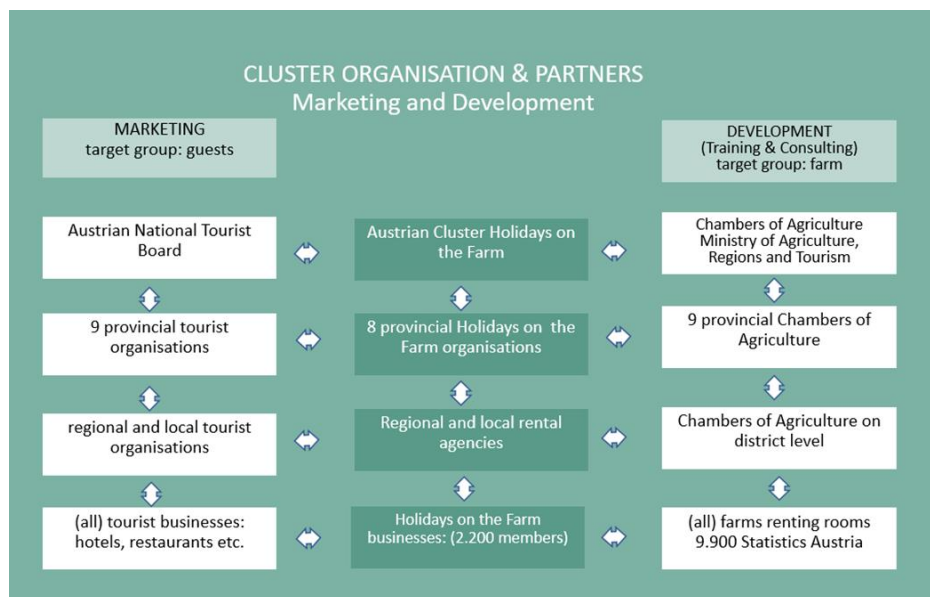 CLUSTER ORGANISATION & PARTNERS
Marketing and Development
MARKETING
target group: guests
DEVELOPMENT
(Training & Consulting)
target group: farm
Austrian National Tourist
Board
Austrian Cluster Holidays on
the Farm
Chambers of Agriculture
Ministry of Agriculture,
Regions and Tourism
9 provincial tourist
organisations
8 provincial Holidays on the
Farm organisations
9 provincial Chambers of
Agriculture
regional and local tourist
organisations
Regional and local rental
agencies
Chambers of Agriculture on
district level
(all) tourist businesses:
hotels, restaurants etc.
Holidays on the Farm
businesses: (2.200 members)
(all) farms renting rooms
9.900 Statistics Austria